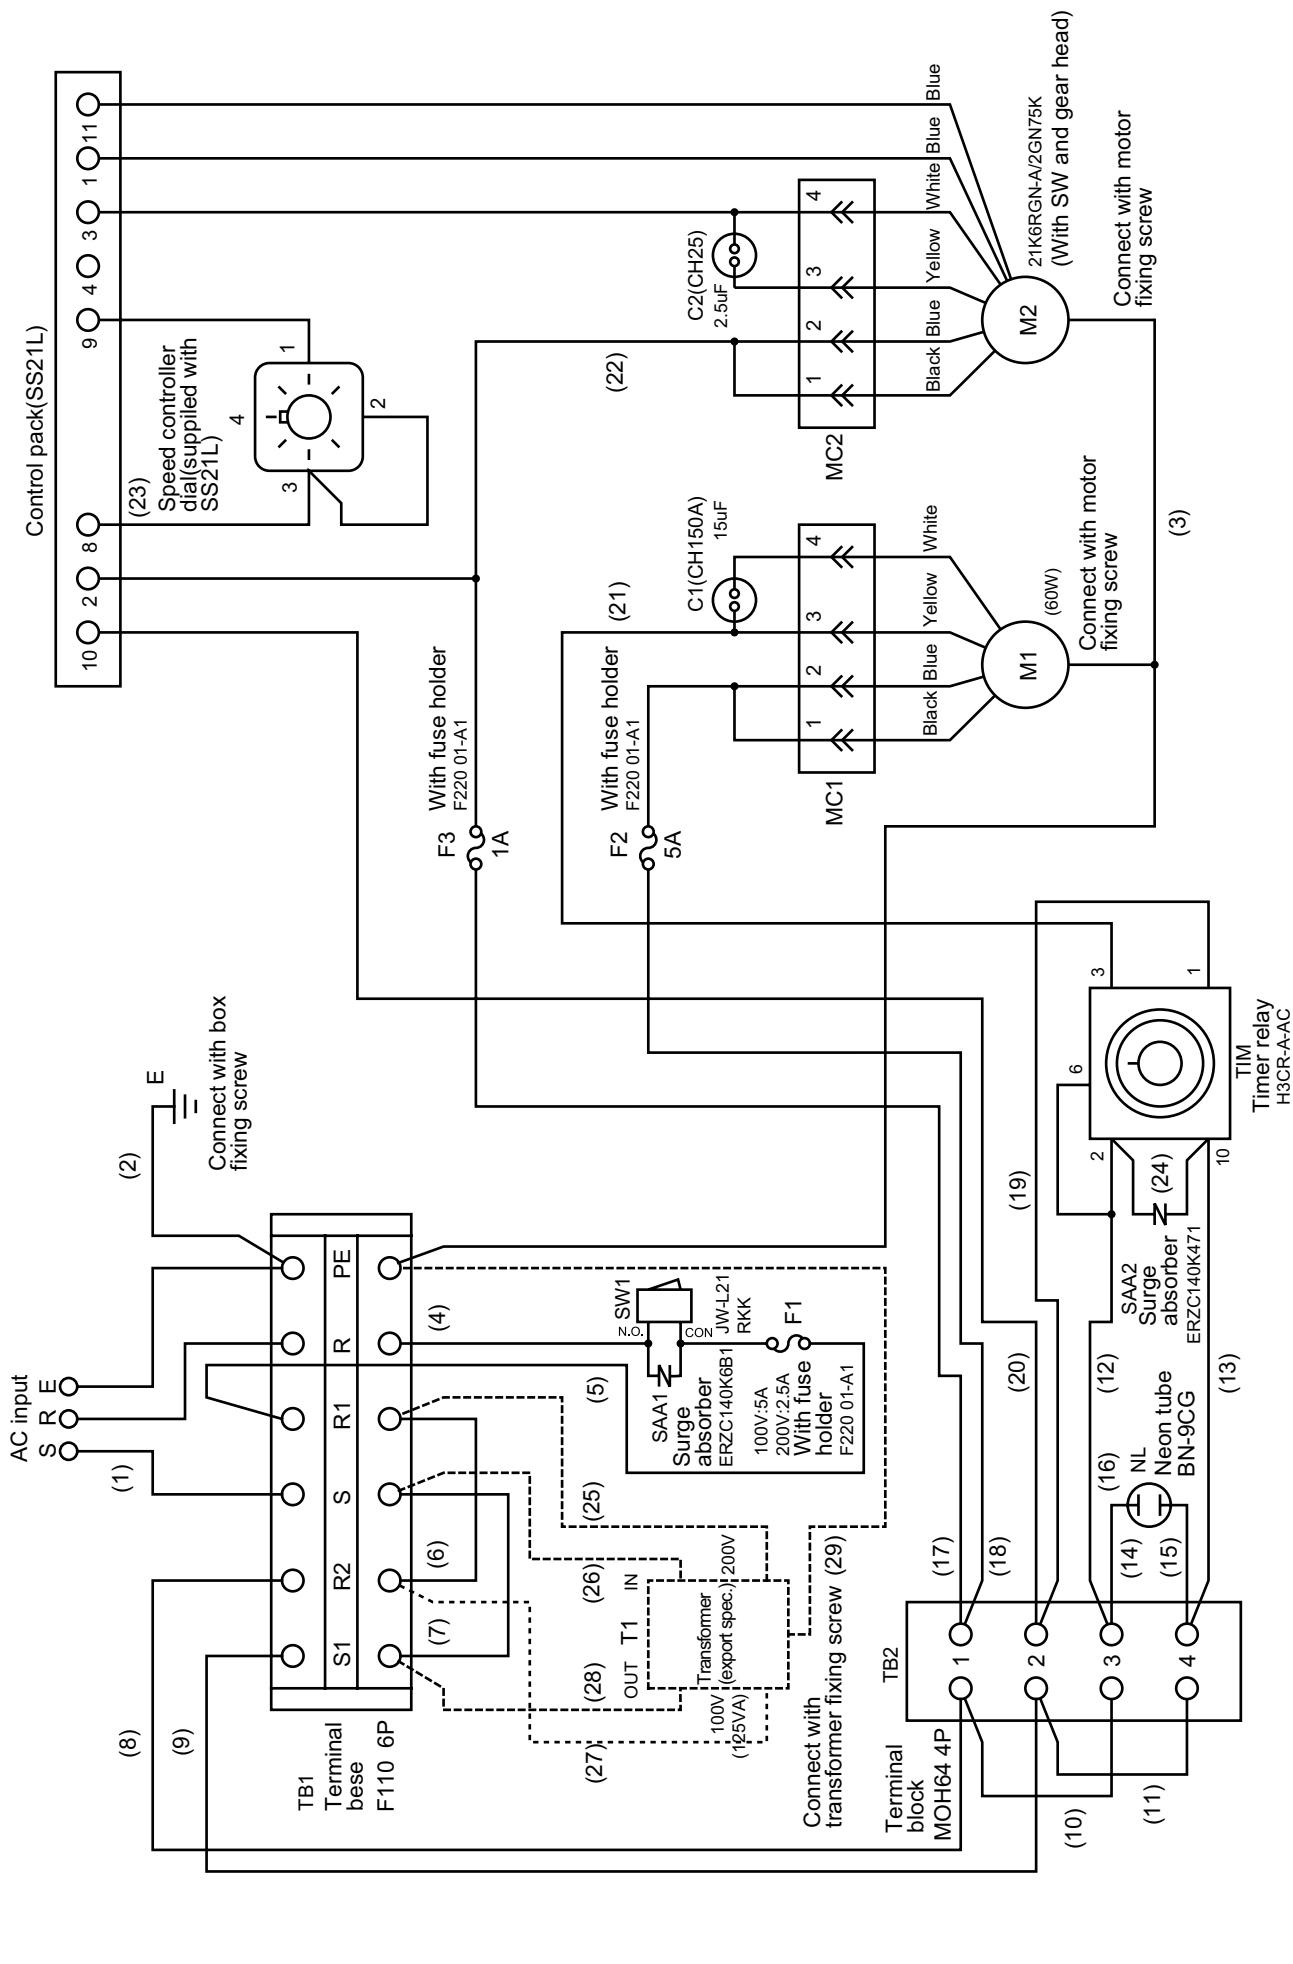 Control pack(SS21L)
10
2
8
9
4
3
1
11
(23)
Speed controller
dial(suppiled with
SS21L)
3
4
1
2
AC input
S
R
E
(1)
(2)
E
Connect with box
fixing screw
(8)
(9)
TB1
Terminal
bese
F110 6P
S1
R2
S
R1
R
PE
(7)
(6)
(4)
(5)
F3
1A
With fuse holder
F220 01-A1
F2
5A
With fuse holder
F220 01-A1
(21)
(22)
C1(CH150A)
15uF
C2(CH25)
2.5uF
MC1
1
2
3
4
Black
Blue
Yellow
White
M1
(60W)
Connect with motor
fixing screw
MC2
1
2
3
4
Black
Blue
Yellow
White
Blue
Blue
M2
21K6RGN-A/2GN75K
(With SW and gear head)
Connect with motor
fixing screw
(3)
SW1
N.O.
CON
JW-L21
RKK
SAA1
Surge
absorber
ERZC140K6B1
F1
100V:5A
200V:2.5A
With fuse
holder
F220 01-A1
(25)
(26)
(27)
(28)
OUT
T1
IN
Transformer
(export spec.)
100V
(125VA)
200V
Connect with
transformer fixing screw
(29)
Terminal
block
MOH64 4P
TB2
1
2
3
4
(10)
(11)
(17)
(18)
(20)
(19)
(12)
(13)
(14)
(15)
(16)
NL
Neon tube
BN-9CG
SAA2
Surge
absorber
ERZC140K471
(24)
2
10
6
3
1
TIM
Timer relay
H3CR-A-AC